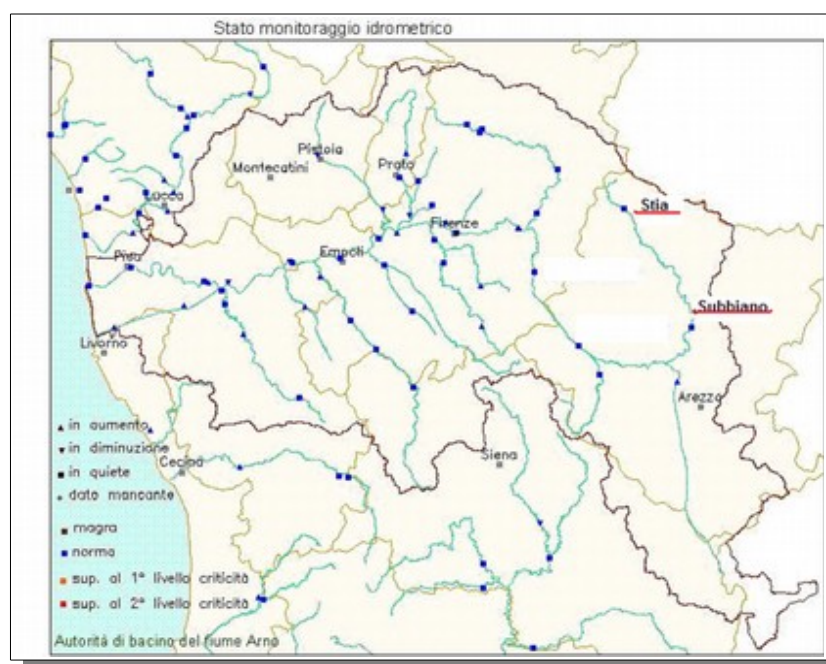 Stato monitoraggio idrometrico
Pistoia
Montecatini
Prato
Lucca
Stia
Firenze
Empoli
Pisa
Subbiano
Livorno
Arezzo
Siena
Cecina
in aumento
in diminuzione
in quiete
dato mancante
magra
norma
sup. al 1º livello criticità
sup. al 2º livello criticità
Autorità di bacino del fiume Arno